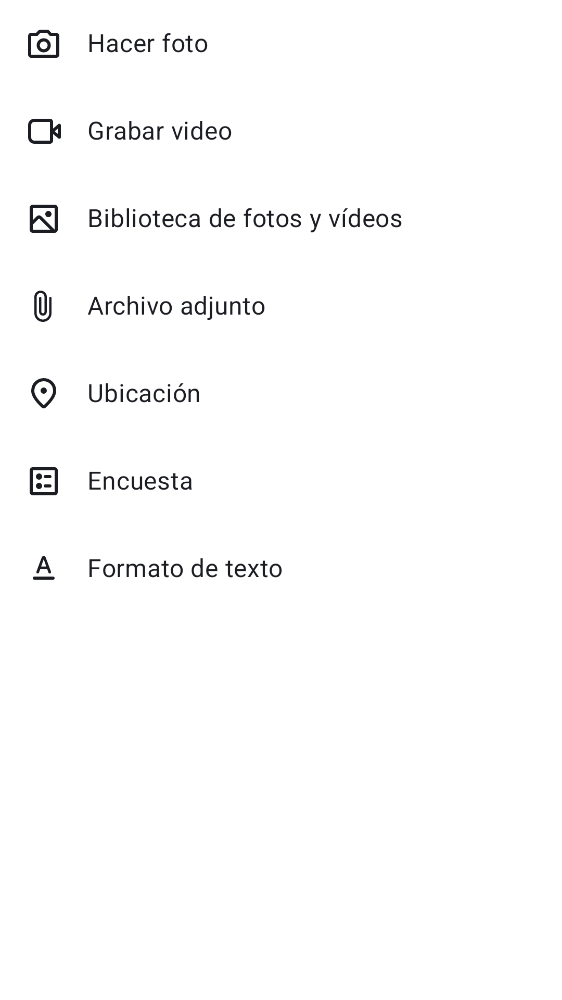 Hacer foto
Grabar video
Biblioteca de fotos y vídeos
Archivo adjunto
Ubicación
Encuesta
Formato de texto